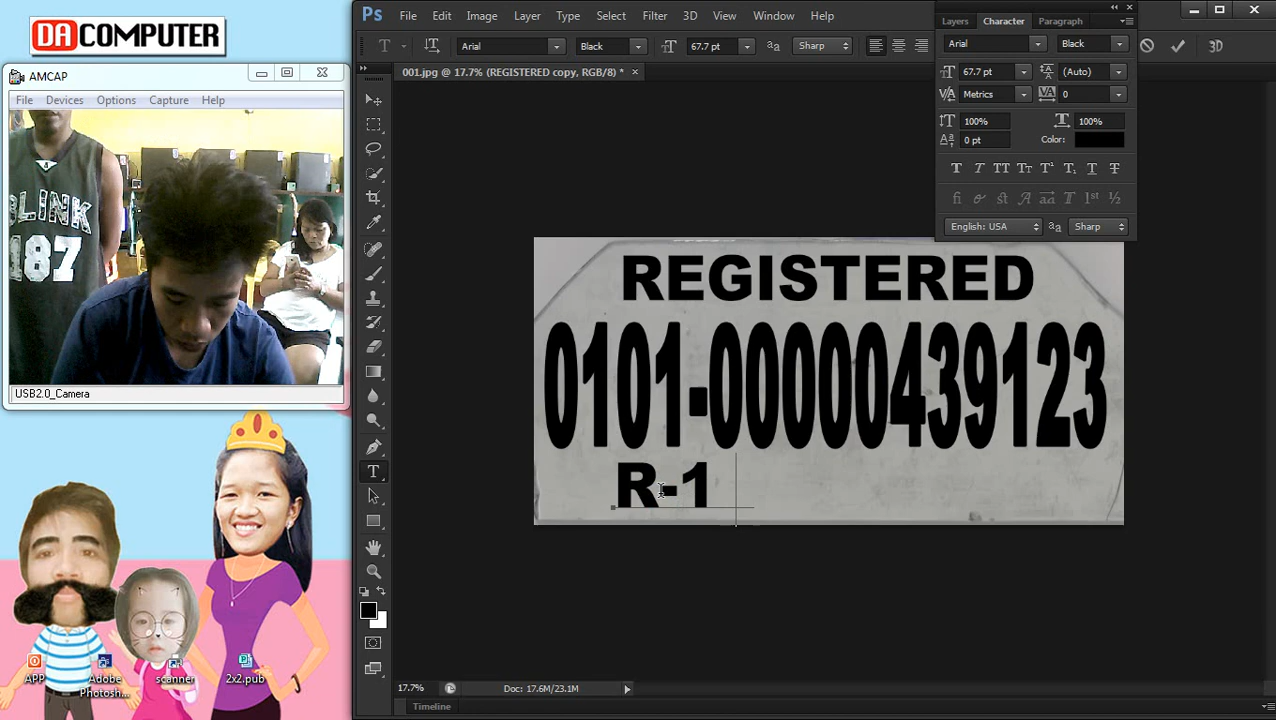 DACOMPUTER
AMCAP
File Devices Options Capture Help
BLINK
187
USB2.0_Camera
APP
Adobe Photosh...
scanner
2x2.pub
Ps File Edit Image Layer Type Select Filter 3D View Window Help
T Arial Black 67.7 pt Sharp 3D
001.jpg @ 17.7% (REGISTERED copy, RGB/8) *
Layers Character Paragraph
Arial Black
67.7 pt (Auto)
Metrics 0
100% 100%
0 pt Color:
English: USA Sharp
REGISTERED
0101-00000439123
R-1
17.7% Doc: 17.6M/23.1M
Timeline